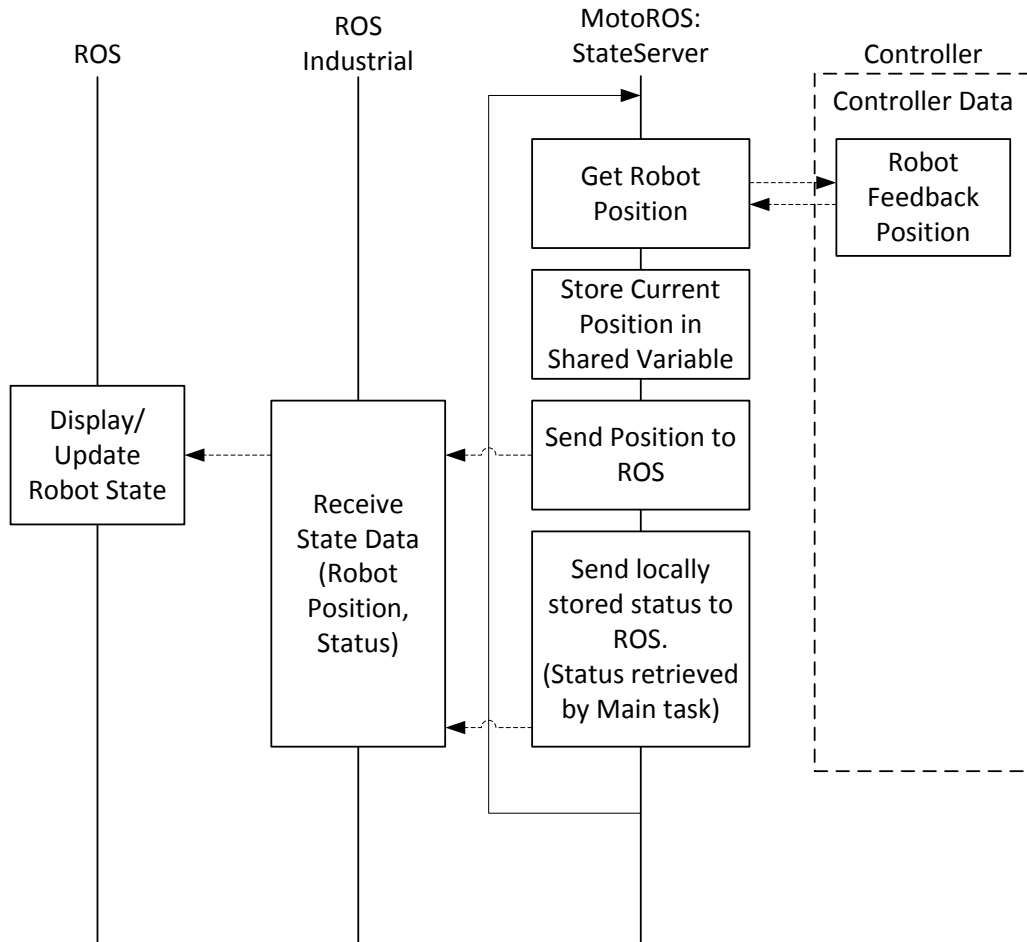 ROS
ROS
Industrial
MotoROS:
StateServer
Controller
Controller Data
Get Robot
Position
Robot
Feedback
Position
Store Current
Position in
Shared Variable
Display/
Update
Robot State
Receive
State Data
(Robot
Position,
Status)
Send Position to
ROS
Send locally
stored status to
ROS.
(Status retrieved
by Main task)